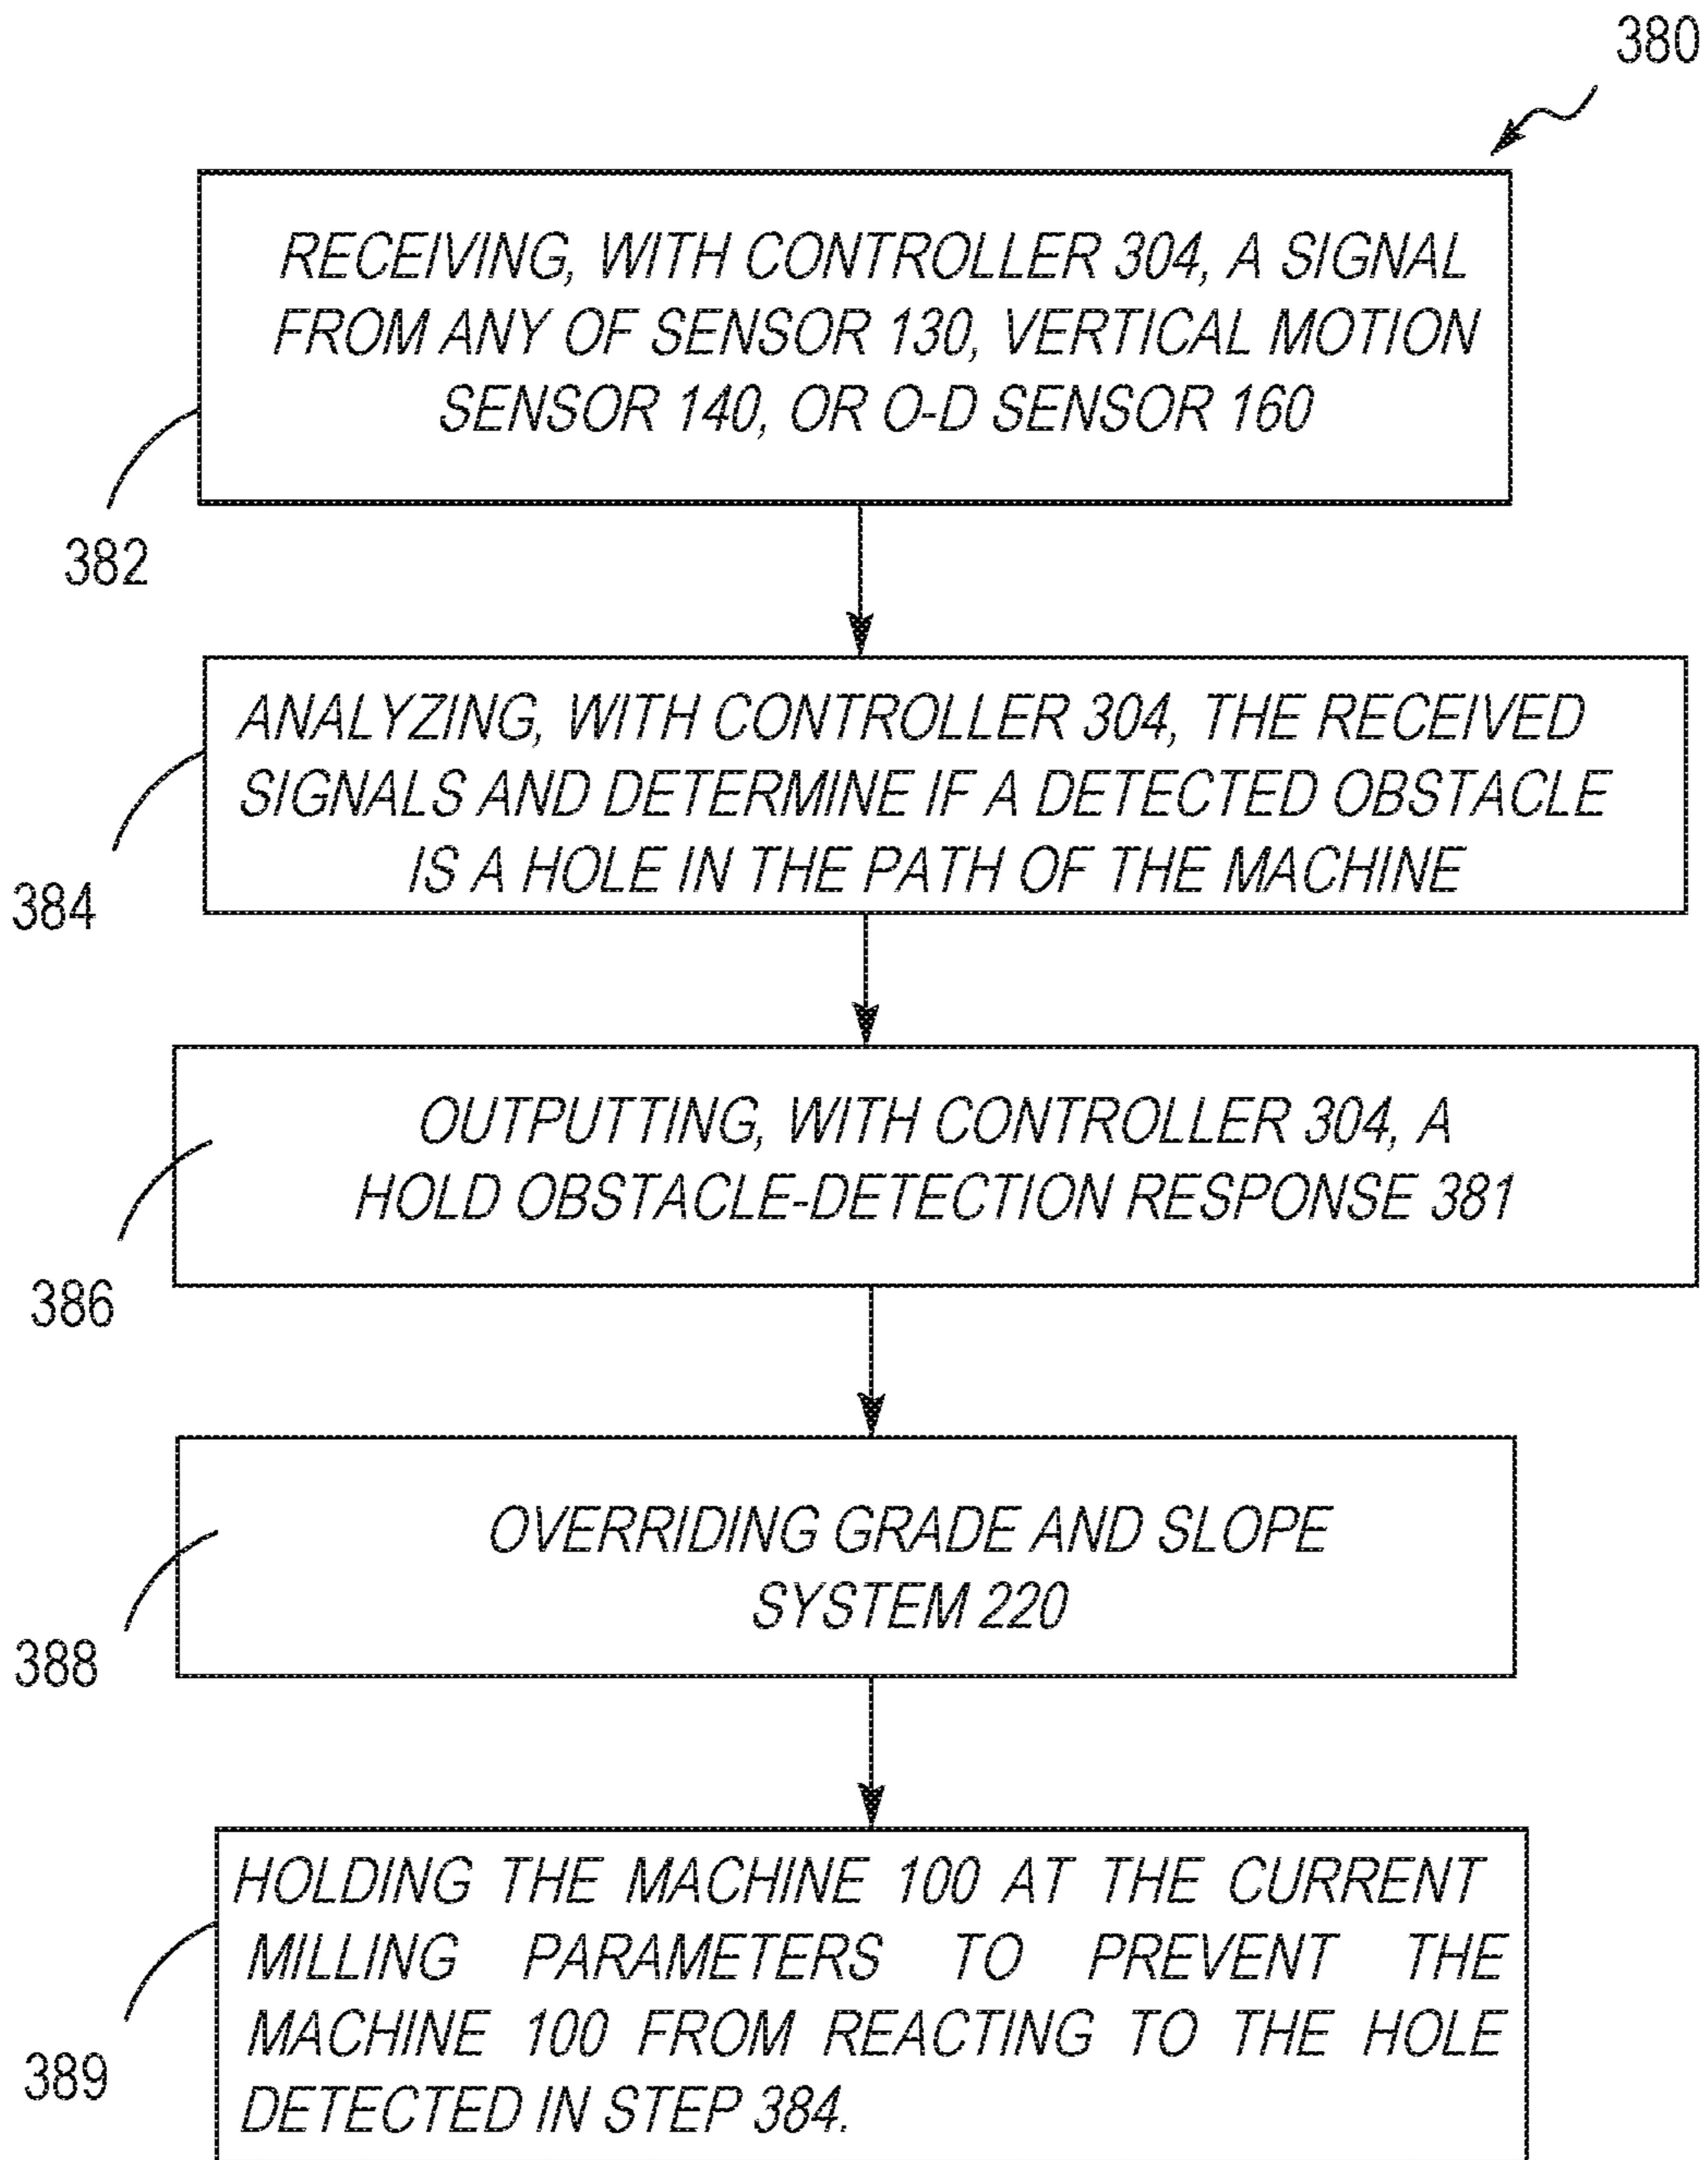 380
RECEIVING, WITH CONTROLLER 304, A SIGNAL
FROM ANY OF SENSOR 130, VERTICAL MOTION
SENSOR 140, OR O-D SENSOR 160
382
ANALYZING, WITH CONTROLLER 304, THE RECEIVED
SIGNALS AND DETERMINE IF A DETECTED OBSTACLE
IS A HOLE IN THE PATH OF THE MACHINE
384
OUTPUTTING, WITH CONTROLLER 304, A
HOLD OBSTACLE-DETECTION RESPONSE 381
386
OVERRIDING GRADE AND SLOPE
SYSTEM 220
388
HOLDING THE MACHINE 100 AT THE CURRENT
MILLING PARAMETERS TO PREVENT THE
MACHINE 100 FROM REACTING TO THE HOLE
DETECTED IN STEP 384.
389